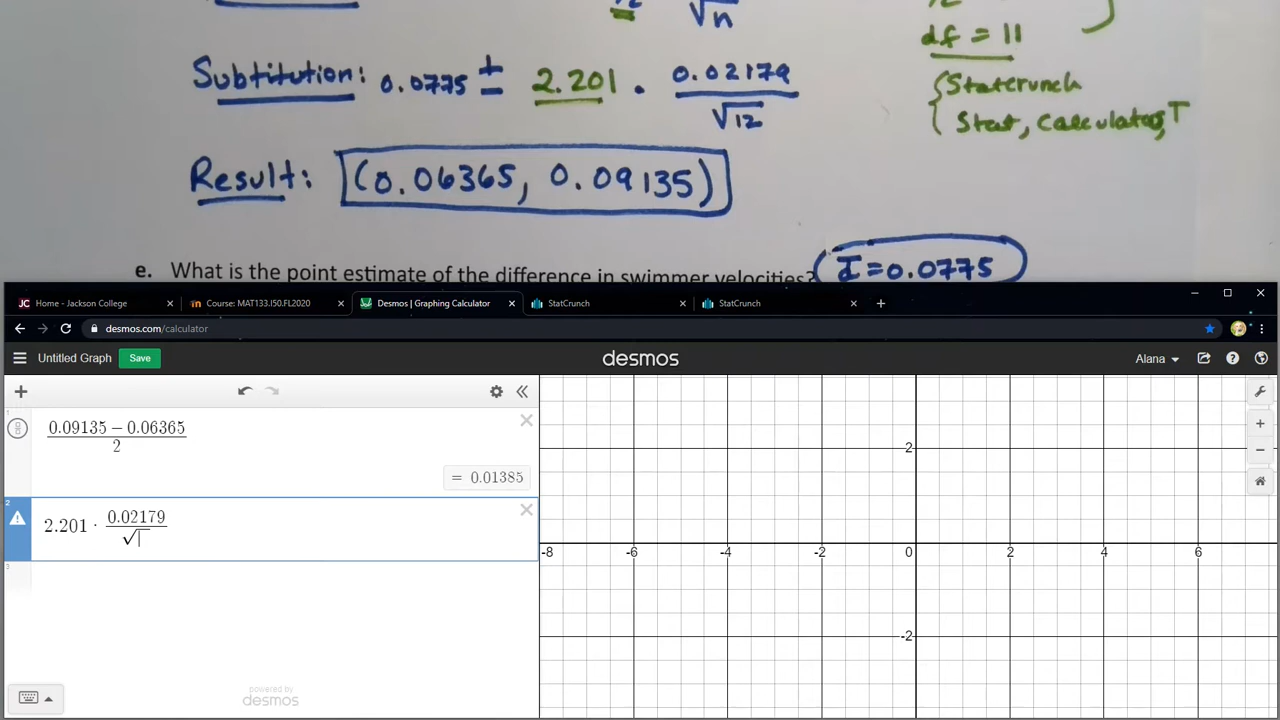 √n
df = 11
Subtitution: 0.0775 ± 2.201 · 0.02179
√12
{StatCrunch
Stat, Calculator, T
Result: (0.06365, 0.09135)
e. What is the point estimate of the difference in swimmer velocities?
d̄ = 0.0775
Home - Jackson College
Course: MAT133.I50.FL2020
Desmos | Graphing Calculator
StatCrunch
StatCrunch
desmos.com/calculator
Untitled Graph Save desmos Alana
1
0.09135 − 0.06365
2
= 0.01385
2
2.201 · 0.02179
√
3
powered by
desmos
2
-8 -6 -4 -2 0 2 4 6
-2